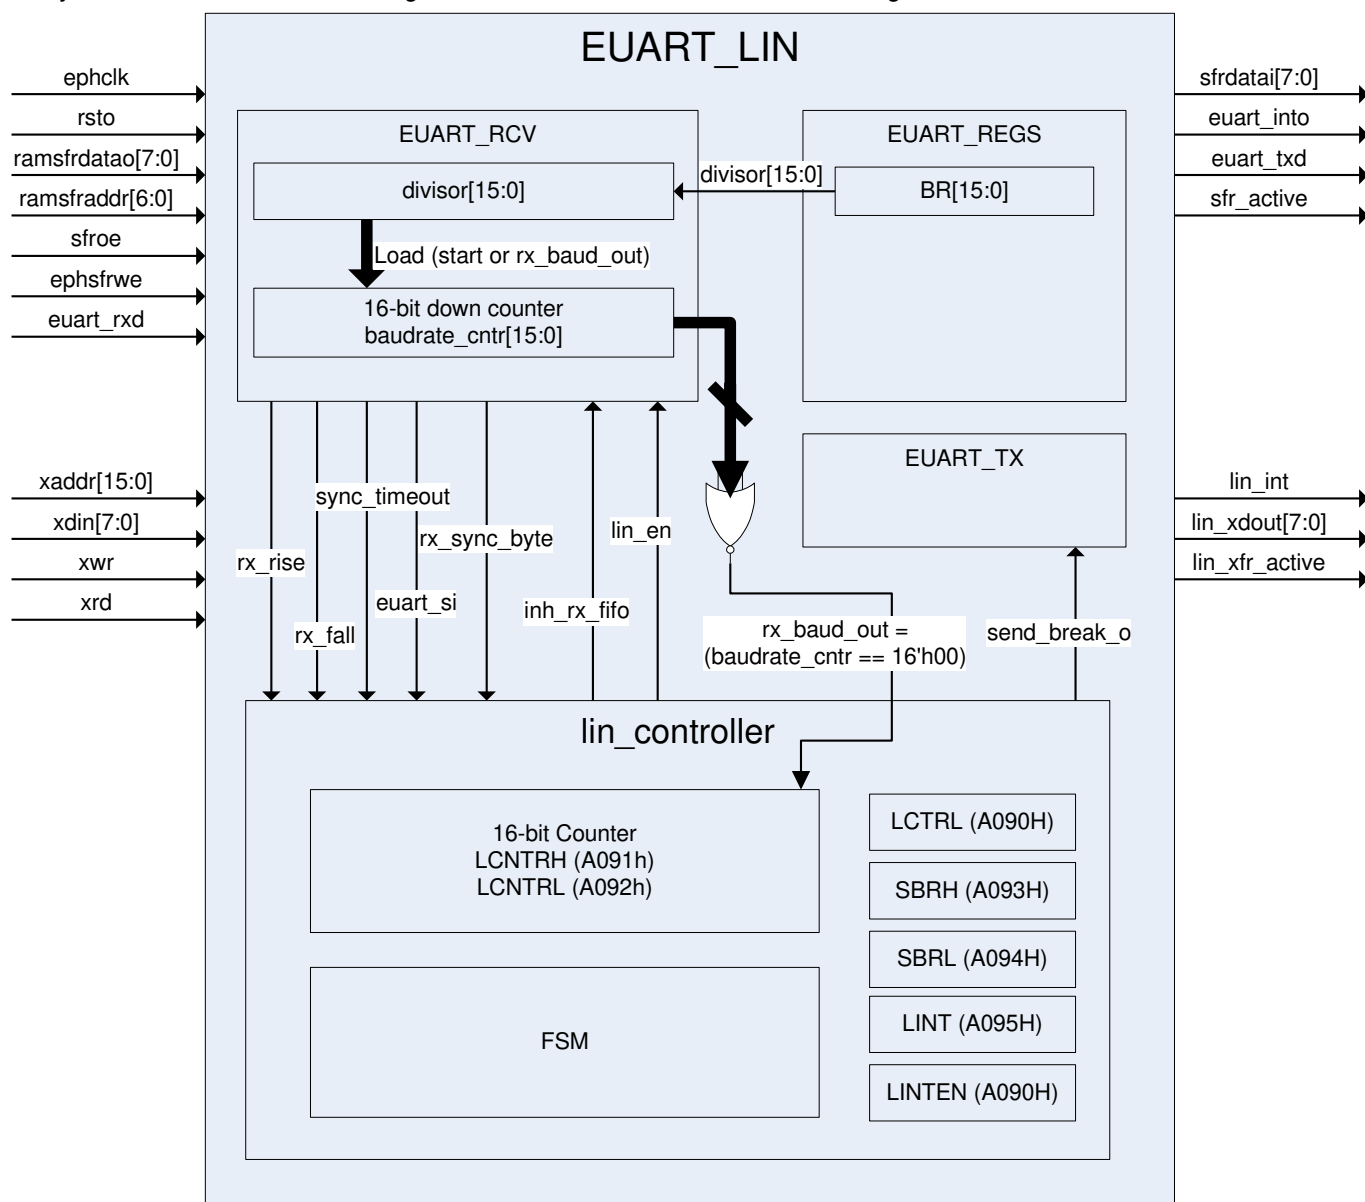 EUART_LIN
ephclk
rsto
ramsfrdatao[7:0]
ramsfraddr[6:0]
sfroe
ephsfrwe
euart_rxd
xaddr[15:0]
xdin[7:0]
xwr
xrd
EUART_RCV
divisor[15:0]
Load (start or rx_baud_out)
16-bit down counter
baudrate_cntr[15:0]
divisor[15:0]
EUART_REGS
BR[15:0]
EUART_TX
sfrdatai[7:0]
euart_into
euart_txd
sfr_active
lin_int
lin_xdout[7:0]
lin_xfr_active
rx_rise
rx_fall
sync_timeout
euart_si
rx_sync_byte
inh_rx_fifo
lin_en
rx_baud_out =
(baudrate_cntr == 16'h00)
send_break_o
lin_controller
16-bit Counter
LCNTRH (A091h)
LCNTRL (A092h)
FSM
LCTRL (A090H)
SBRH (A093H)
SBRL (A094H)
LINT (A095H)
LINTEN (A090H)